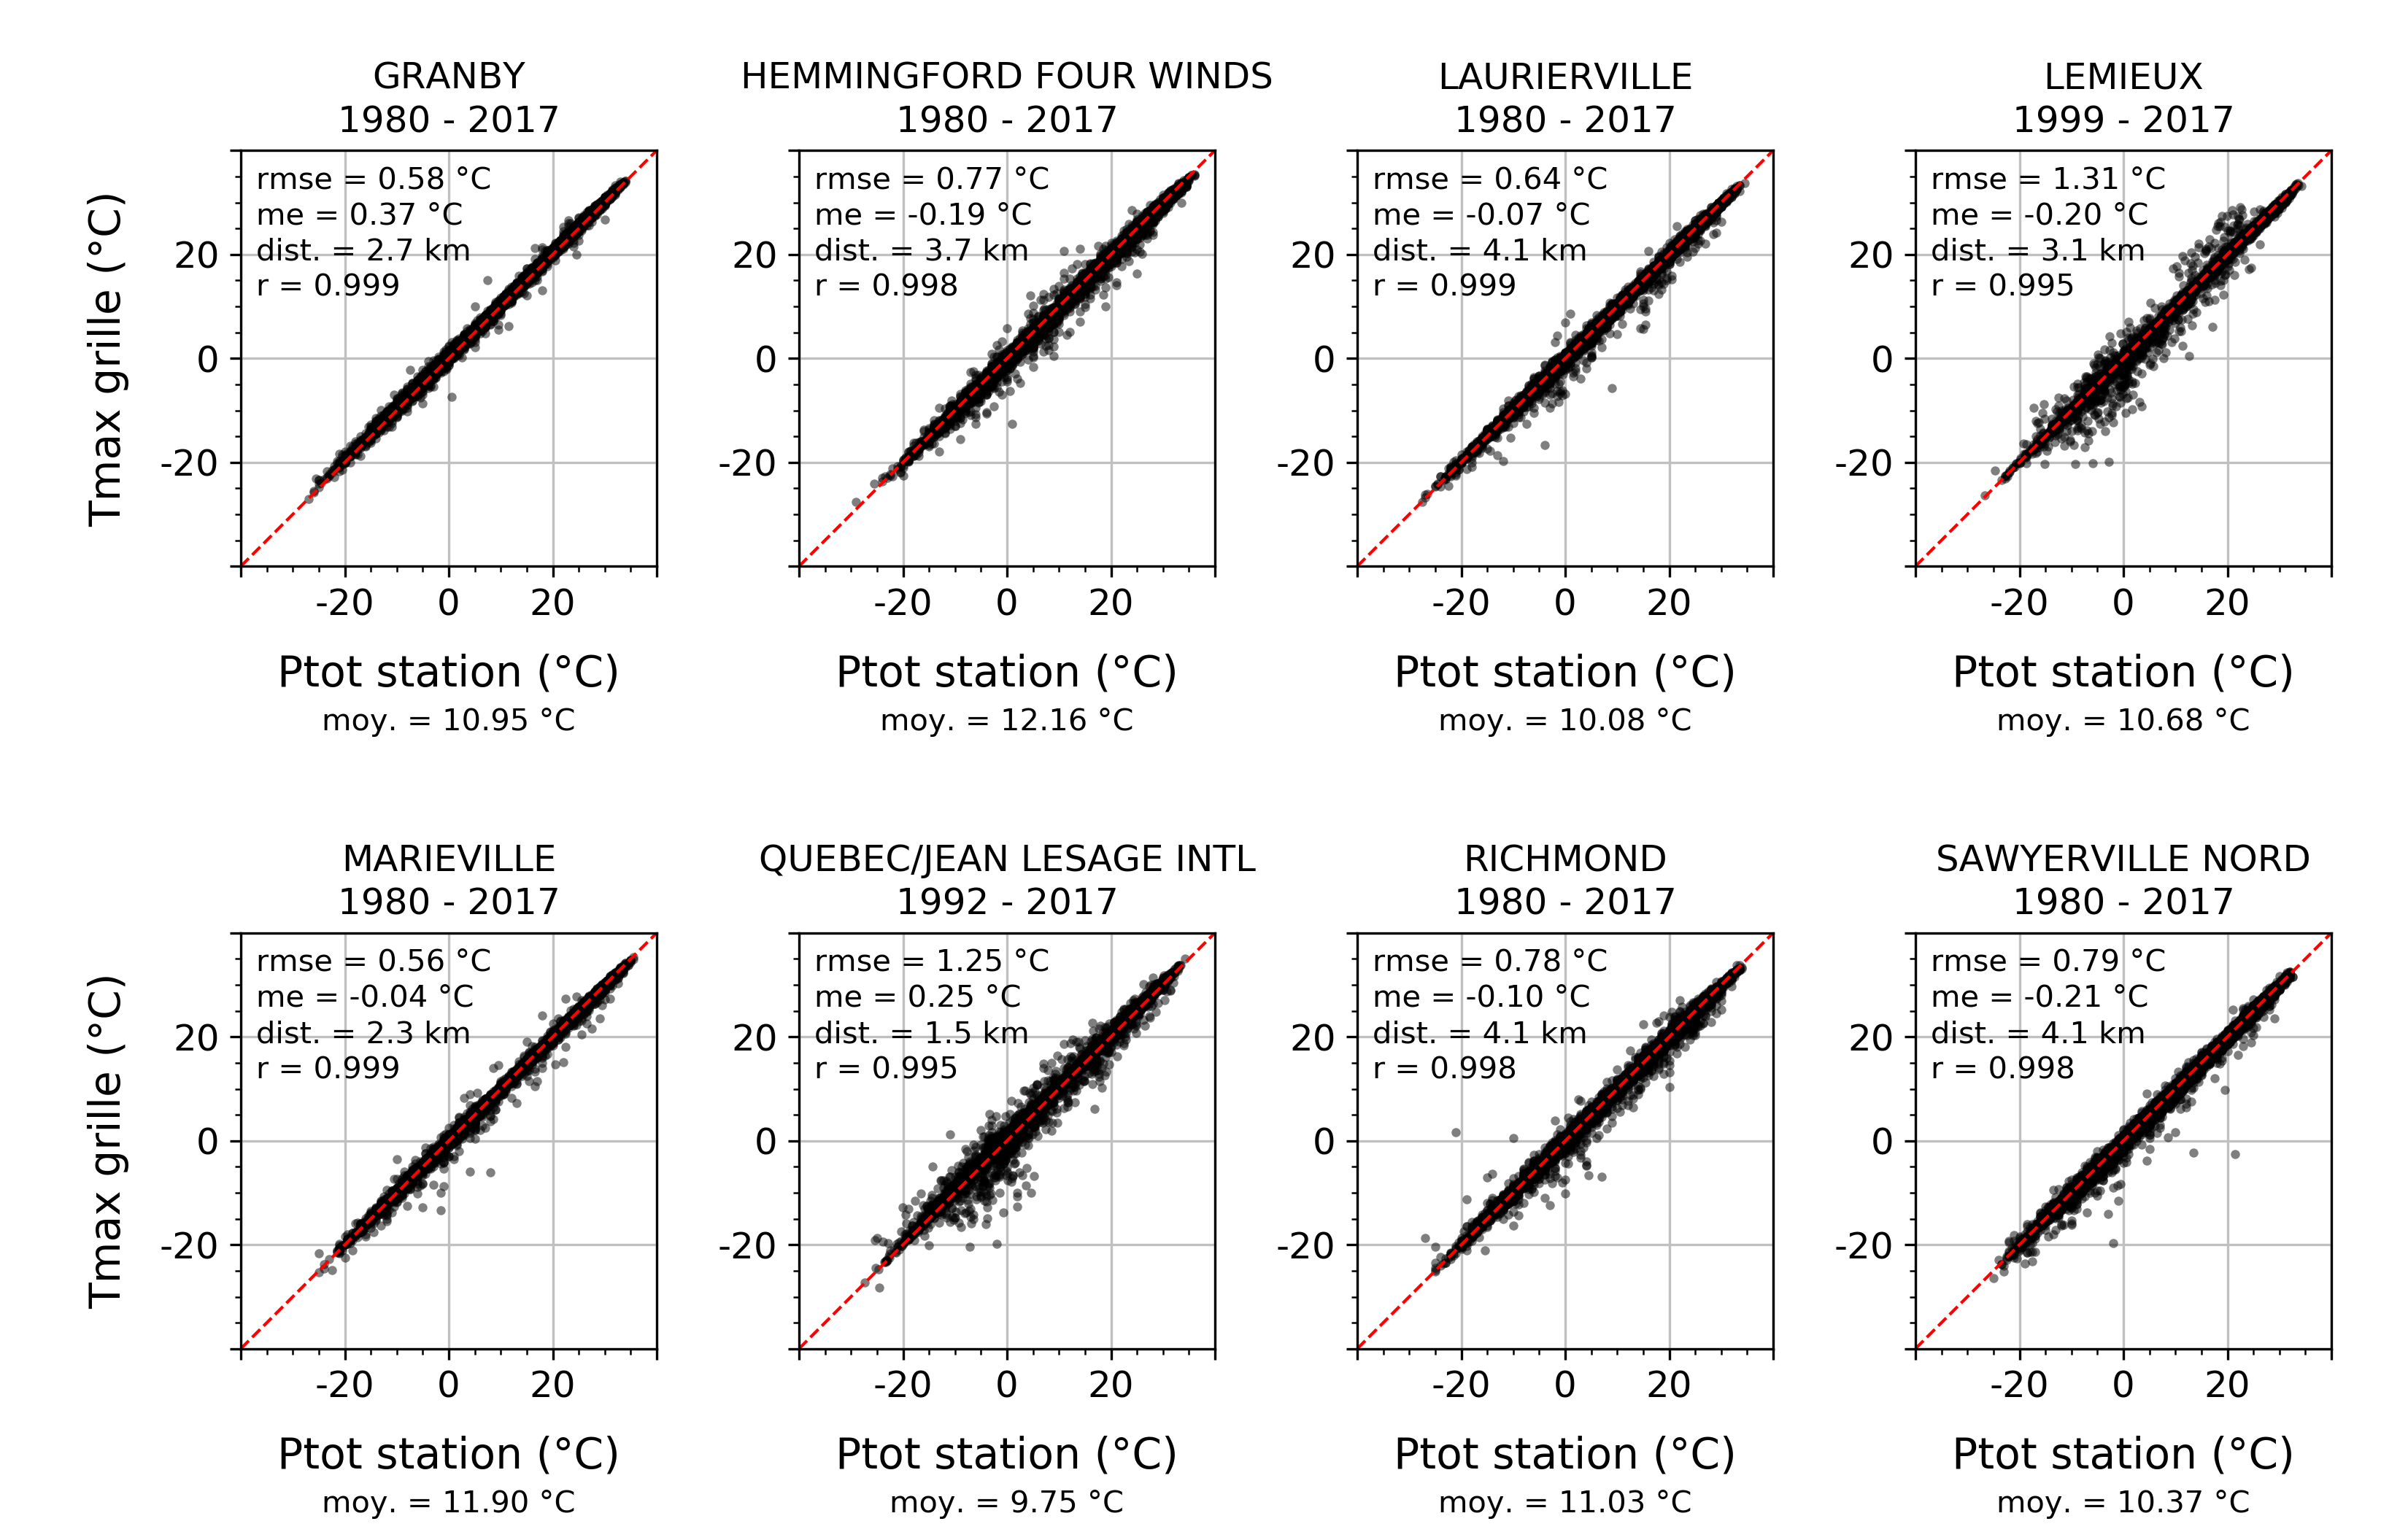 GRANBY
1980 - 2017
rmse = 0.58 °C
me = 0.37 °C
dist. = 2.7 km
r = 0.999
Tmax grille (°C)
20
0
-20
-20 0 20
Ptot station (°C)
moy. = 10.95 °C
HEMMINGFORD FOUR WINDS
1980 - 2017
rmse = 0.77 °C
me = -0.19 °C
dist. = 3.7 km
r = 0.998
20
0
-20
-20 0 20
Ptot station (°C)
moy. = 12.16 °C
LAURIERVILLE
1980 - 2017
rmse = 0.64 °C
me = -0.07 °C
dist. = 4.1 km
r = 0.999
20
0
-20
-20 0 20
Ptot station (°C)
moy. = 10.08 °C
LEMIEUX
1999 - 2017
rmse = 1.31 °C
me = -0.20 °C
dist. = 3.1 km
r = 0.995
20
0
-20
-20 0 20
Ptot station (°C)
moy. = 10.68 °C
MARIEVILLE
1980 - 2017
rmse = 0.56 °C
me = -0.04 °C
dist. = 2.3 km
r = 0.999
Tmax grille (°C)
20
0
-20
-20 0 20
Ptot station (°C)
moy. = 11.90 °C
QUEBEC/JEAN LESAGE INTL
1992 - 2017
rmse = 1.25 °C
me = 0.25 °C
dist. = 1.5 km
r = 0.995
20
0
-20
-20 0 20
Ptot station (°C)
moy. = 9.75 °C
RICHMOND
1980 - 2017
rmse = 0.78 °C
me = -0.10 °C
dist. = 4.1 km
r = 0.998
20
0
-20
-20 0 20
Ptot station (°C)
moy. = 11.03 °C
SAWYERVILLE NORD
1980 - 2017
rmse = 0.79 °C
me = -0.21 °C
dist. = 4.1 km
r = 0.998
20
0
-20
-20 0 20
Ptot station (°C)
moy. = 10.37 °C